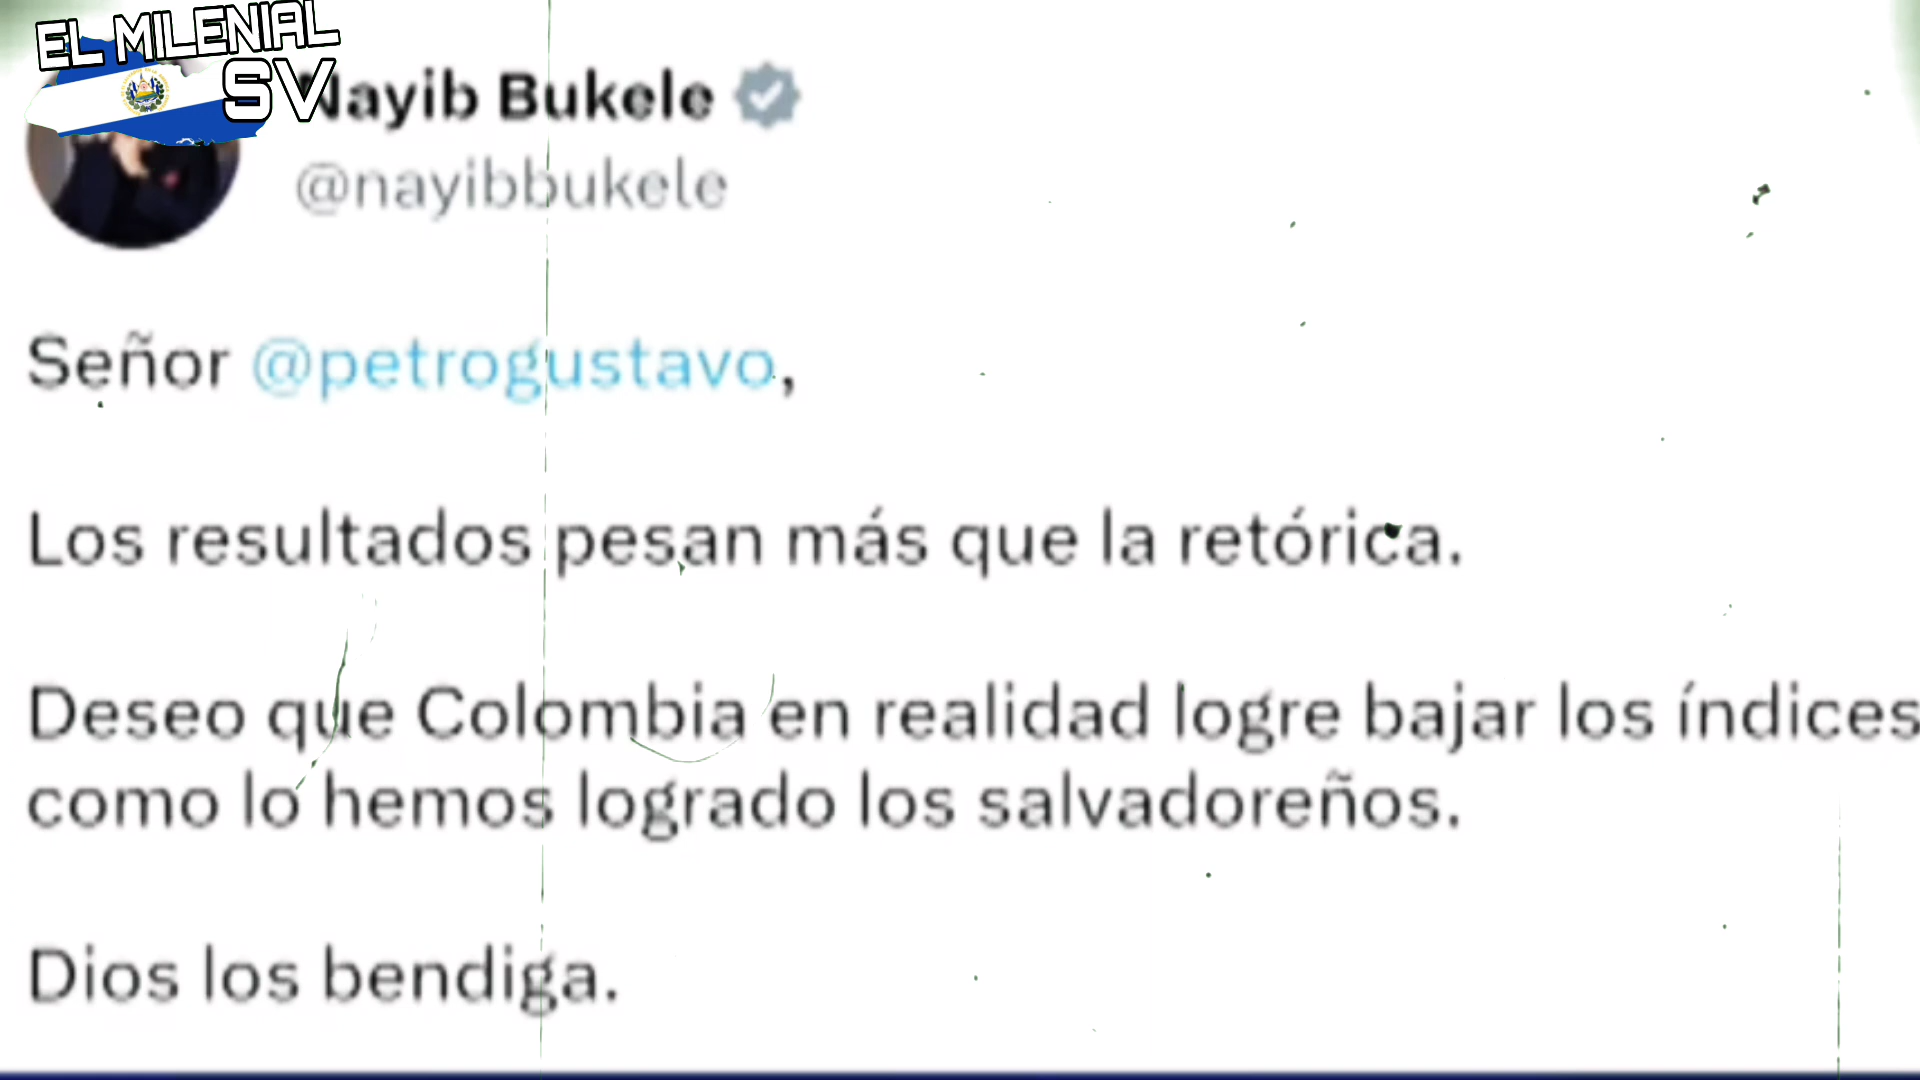 EL MILENIAL
SV
Nayib Bukele
@nayibbukele
Señor @petrogustavo,
Los resultados pesan más que la retórica.
Deseo que Colombia en realidad logre bajar los índices
como lo hemos logrado los salvadoreños.
Dios los bendiga.